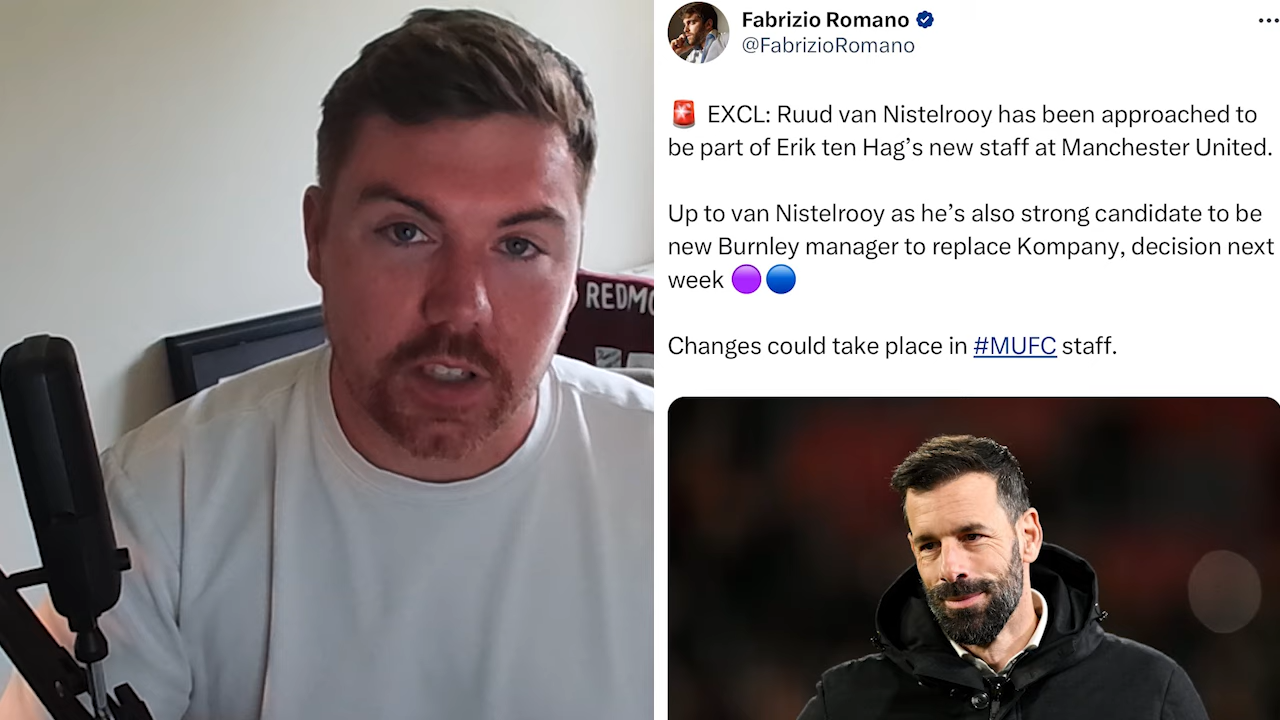 Fabrizio Romano
@FabrizioRomano
🚨 EXCL: Ruud van Nistelrooy has been approached to
be part of Erik ten Hag’s new staff at Manchester United.
Up to van Nistelrooy as he’s also strong candidate to be
new Burnley manager to replace Kompany, decision next
week 🟣🔵
Changes could take place in #MUFC staff.